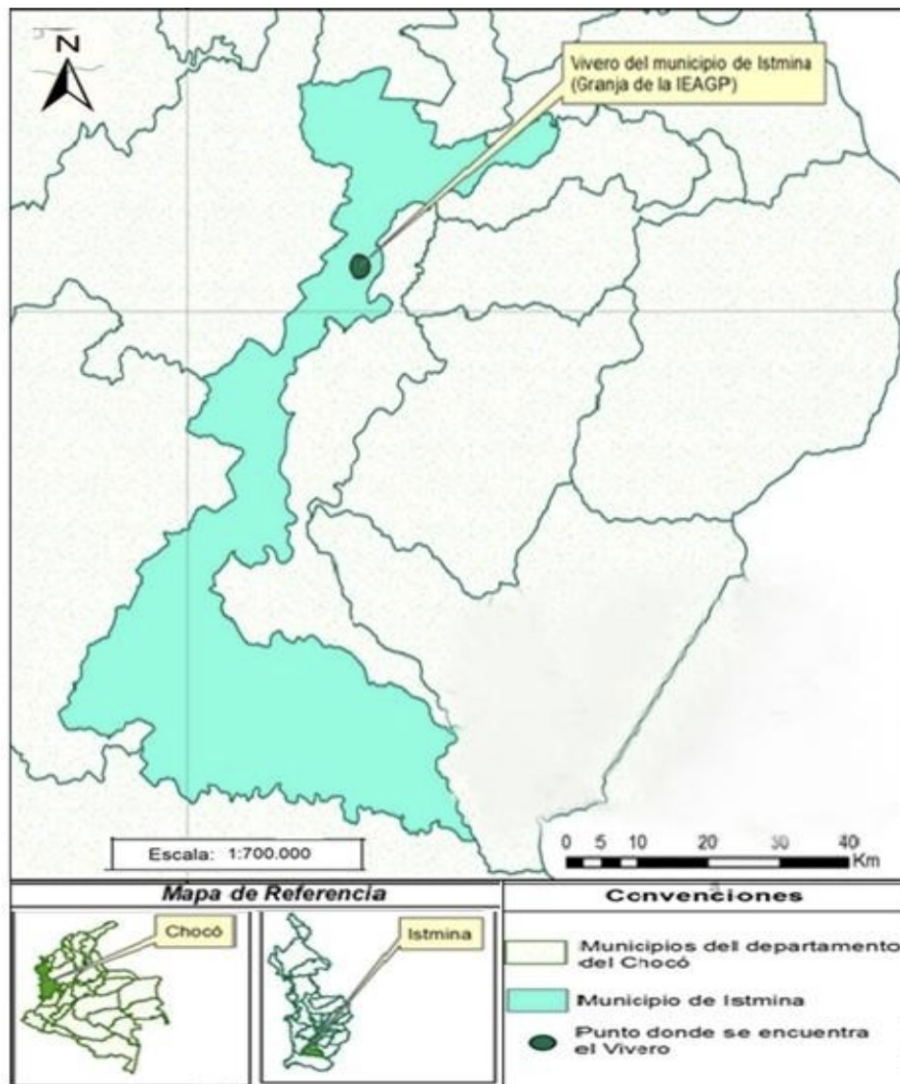 N
Vivero del municipio de Istmina
(Granja de la IEAGP)
Escala: 1:700.000
0 5 10 20 30 40
Km
Mapa de Referencia
Chocó
Istmina
Convenciones
Municipios dell departamento
del Chocó
Municipio de Istmina
Punto donde se encuentra
el Vivero